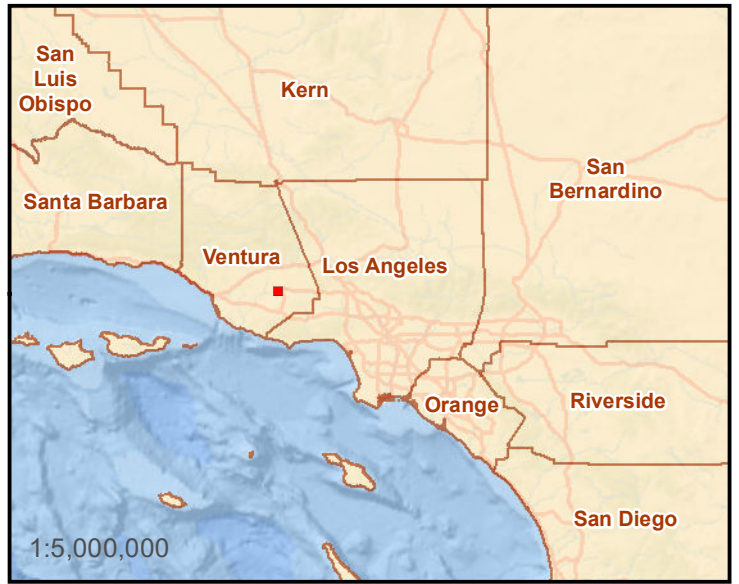 San
Luis
Obispo
Kern
San
Bernardino
Santa Barbara
Ventura
Los Angeles
Orange
Riverside
San Diego
1:5,000,000